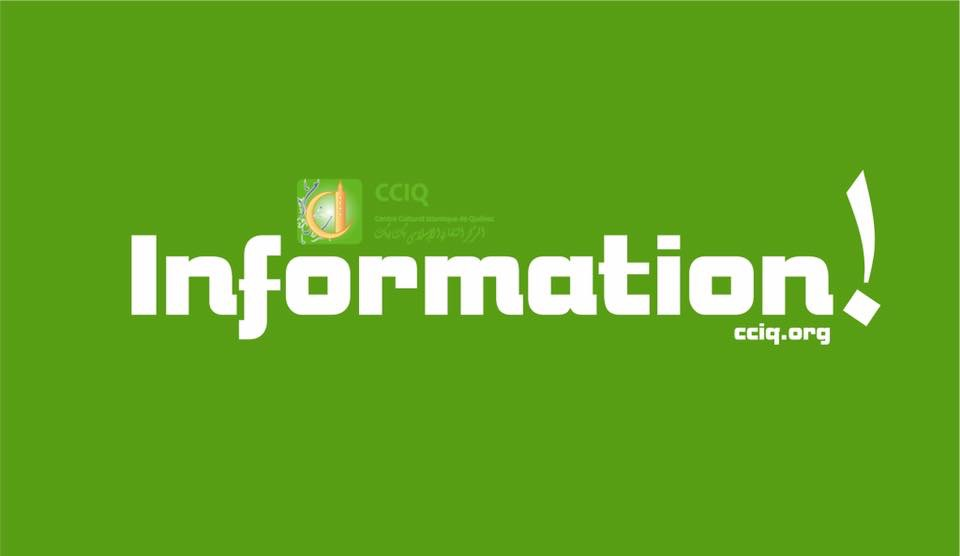 CCIQ
Centre Culturel Islamique de Québec
Information!
cciq.org